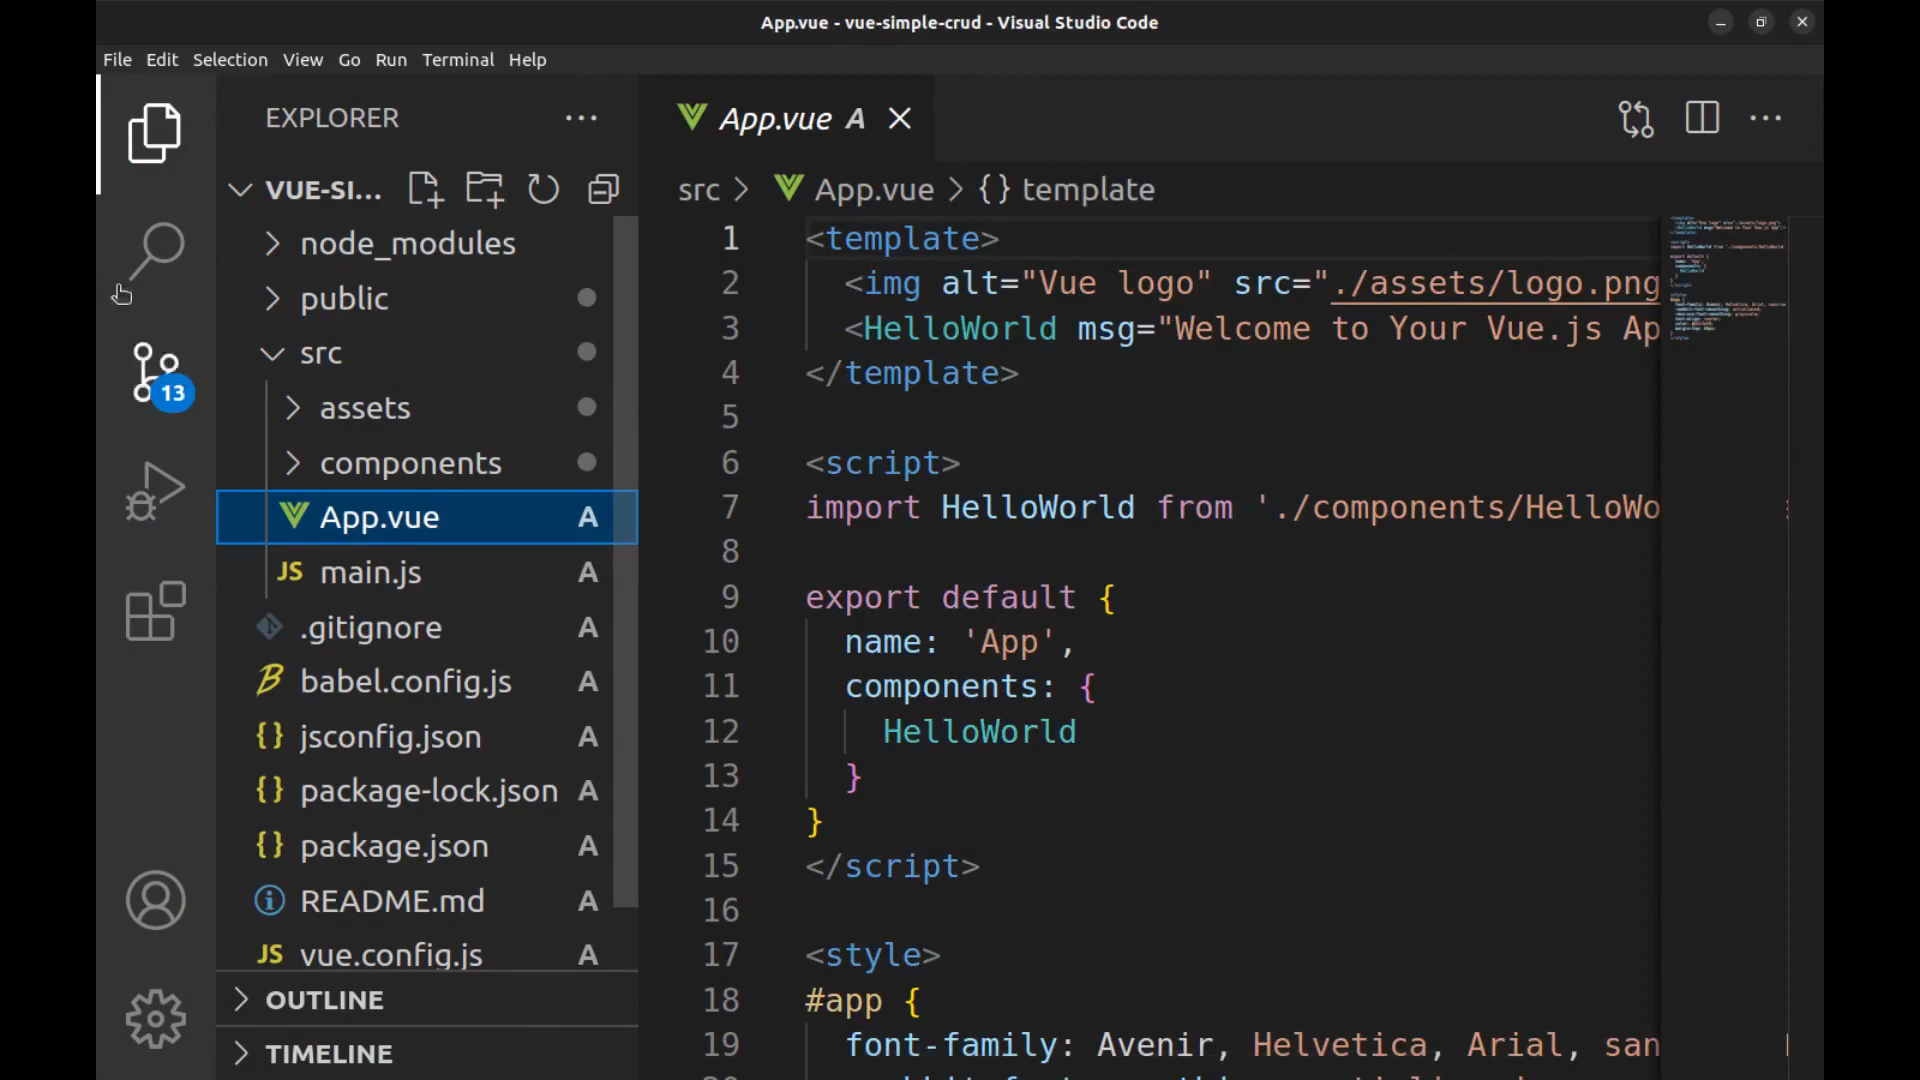 App.vue - vue-simple-crud - Visual Studio Code
File Edit Selection View Go Run Terminal Help
EXPLORER
VUE-SI...
node_modules
public
src
assets
components
App.vue A
JS main.js A
.gitignore A
babel.config.js A
{} jsconfig.json A
{} package-lock.json A
{} package.json A
README.md A
JS vue.config.js A
OUTLINE
TIMELINE
13
App.vue A
src > App.vue > {} template
1 <template>
2 <img alt="Vue logo" src="./assets/logo.png
3 <HelloWorld msg="Welcome to Your Vue.js Ap
4 </template>
5
6 <script>
7 import HelloWorld from './components/HelloWo
8
9 export default {
10 name: 'App',
11 components: {
12 HelloWorld
13 }
14 }
15 </script>
16
17 <style>
18 #app {
19 font-family: Avenir, Helvetica, Arial, san